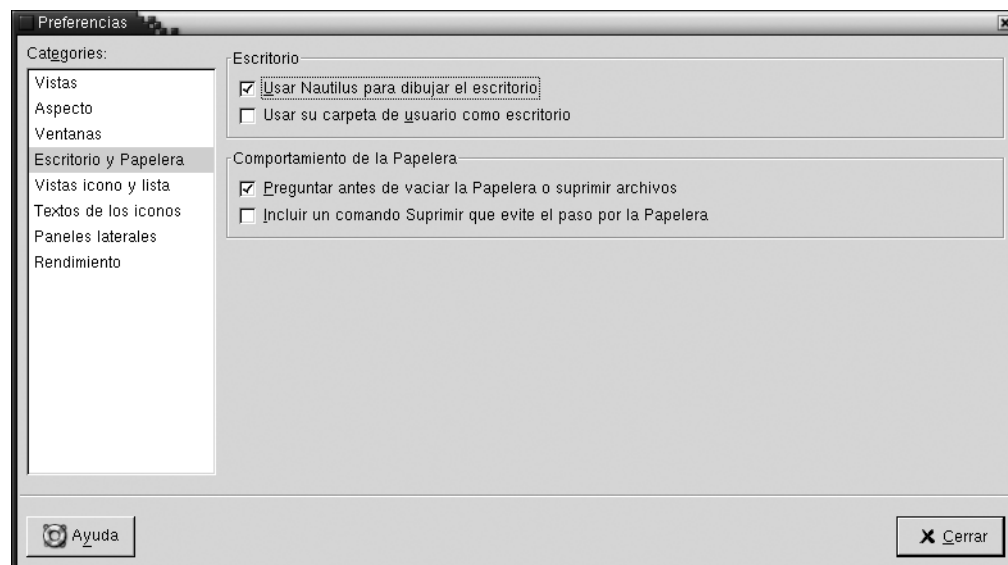 Preferencias
Categories:
Vistas
Aspecto
Ventanas
Escritorio y Papelera
Vistas icono y lista
Textos de los iconos
Paneles laterales
Rendimiento
Escritorio
Usar Nautilus para dibujar el escritorio
Usar su carpeta de usuario como escritorio
Comportamiento de la Papelera
Preguntar antes de vaciar la Papelera o suprimir archivos
Incluir un comando Suprimir que evite el paso por la Papelera
Ayuda
Cerrar